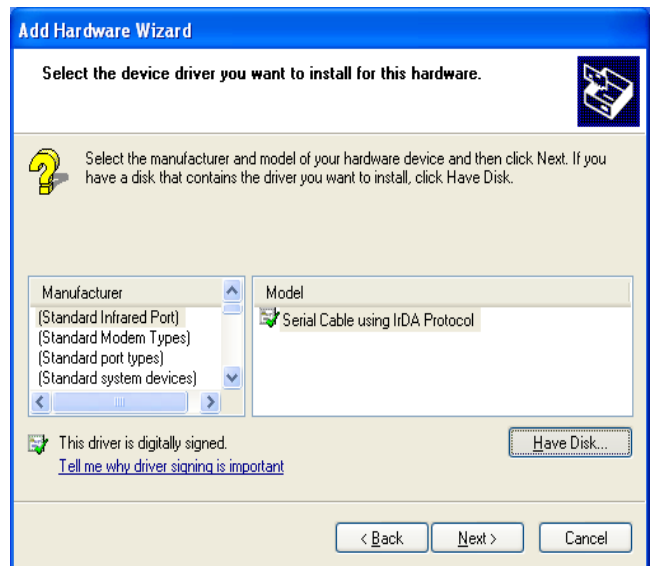 Add Hardware Wizard
Select the device driver you want to install for this hardware.
Select the manufacturer and model of your hardware device and then click Next. If you
have a disk that contains the driver you want to install, click Have Disk.
Manufacturer
(Standard Infrared Port)
(Standard Modem Types)
(Standard port types)
(Standard system devices)
Model
Serial Cable using IrDA Protocol
This driver is digitally signed.
Tell me why driver signing is important
Have Disk...
< Back
Next >
Cancel